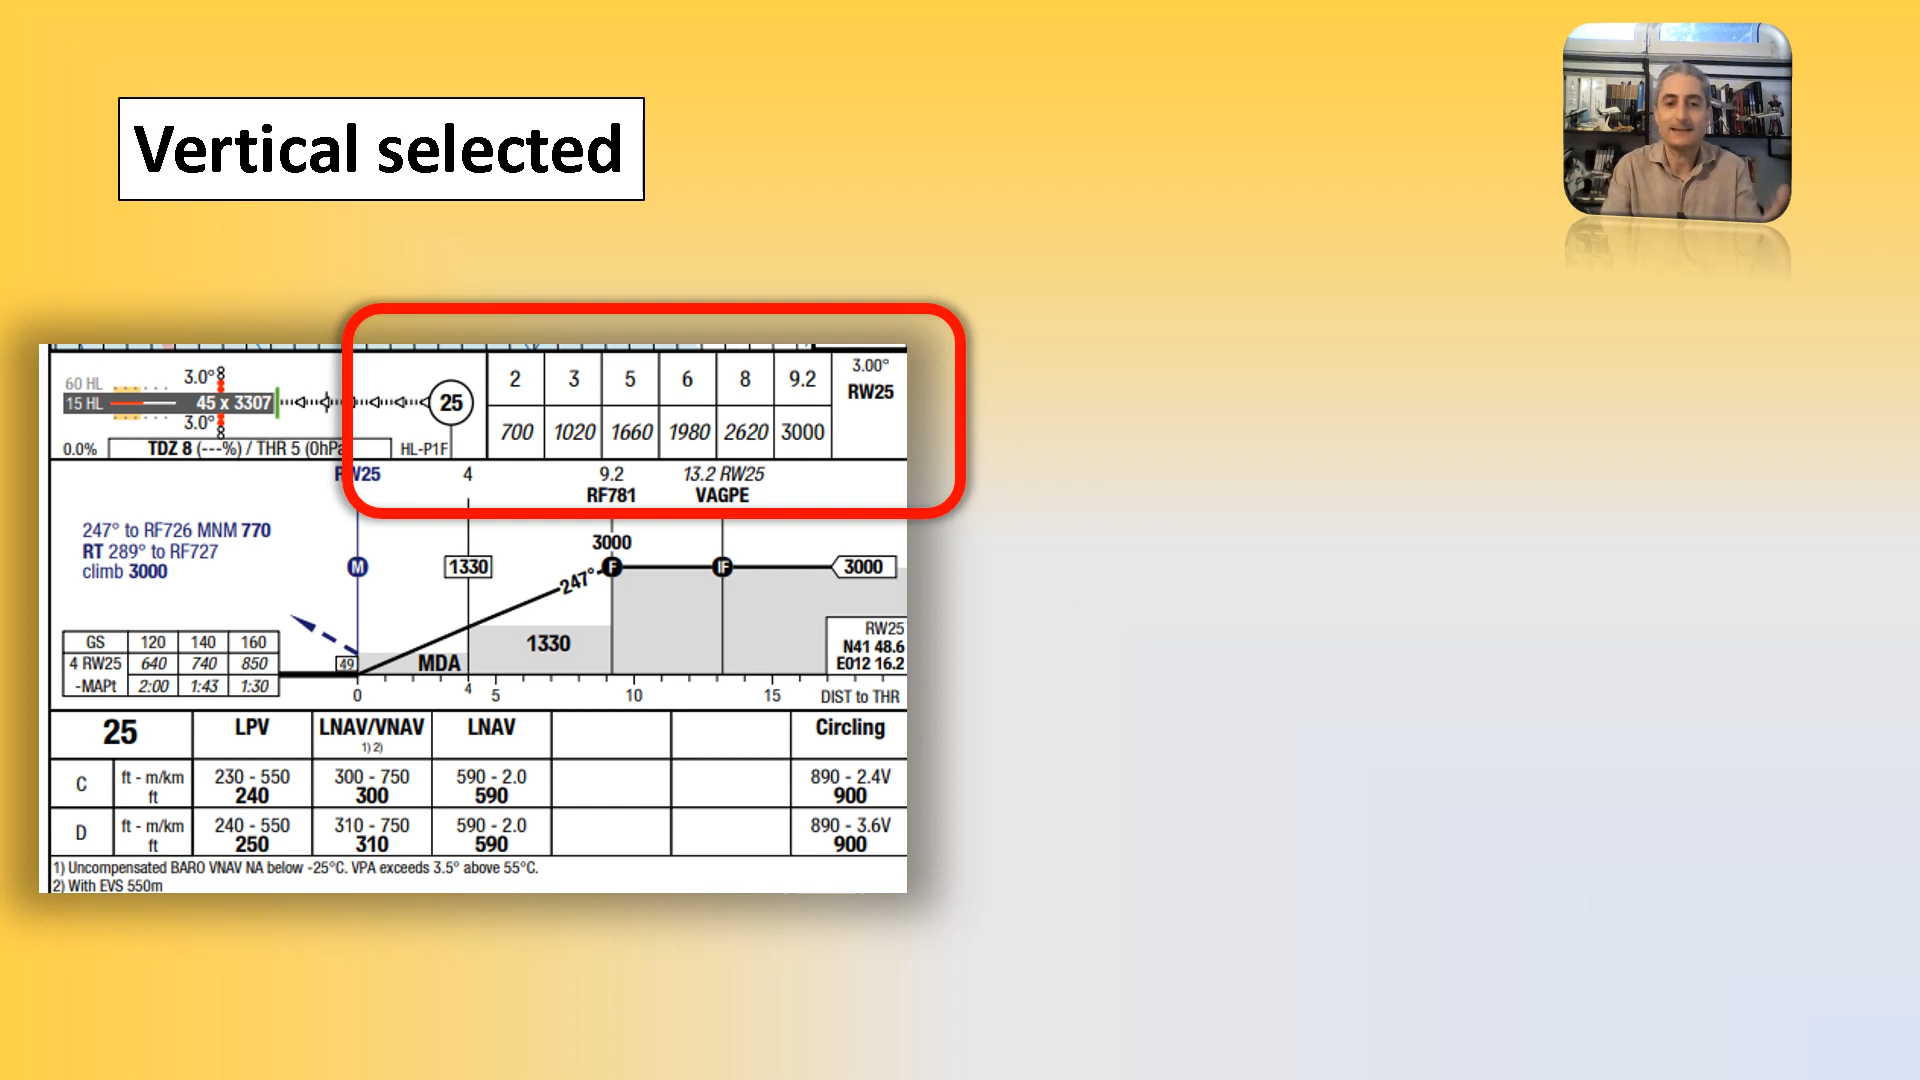 Vertical selected
60 HL
3.0°
15 HL
45 x 3307
3.0°
0.0%
TDZ 8 (---%) / THR 5 (0hPa
HL-P1F
25
2 3 5 6 8 9.2
700 1020 1660 1980 2620 3000
3.00°
RW25
RW25 4 9.2 13.2 RW25
RF781 VAGPE
247° to RF726 MNM 770
RT 289° to RF727
climb 3000
3000
M 1330 247° F IF 3000
1330
MDA
49
RW25
N41 48.6
E012 16.2
GS 120 140 160
4 RW25 640 740 850
-MAPt 2:00 1:43 1:30
0 4 5 10 15 DIST to THR
25 LPV LNAV/VNAV LNAV Circling
1) 2)
C ft - m/km 230 - 550 300 - 750 590 - 2.0 890 - 2.4V
ft 240 300 590 900
D ft - m/km 240 - 550 310 - 750 590 - 2.0 890 - 3.6V
ft 250 310 590 900
1) Uncompensated BARO VNAV NA below -25°C. VPA exceeds 3.5° above 55°C.
2) With EVS 550m